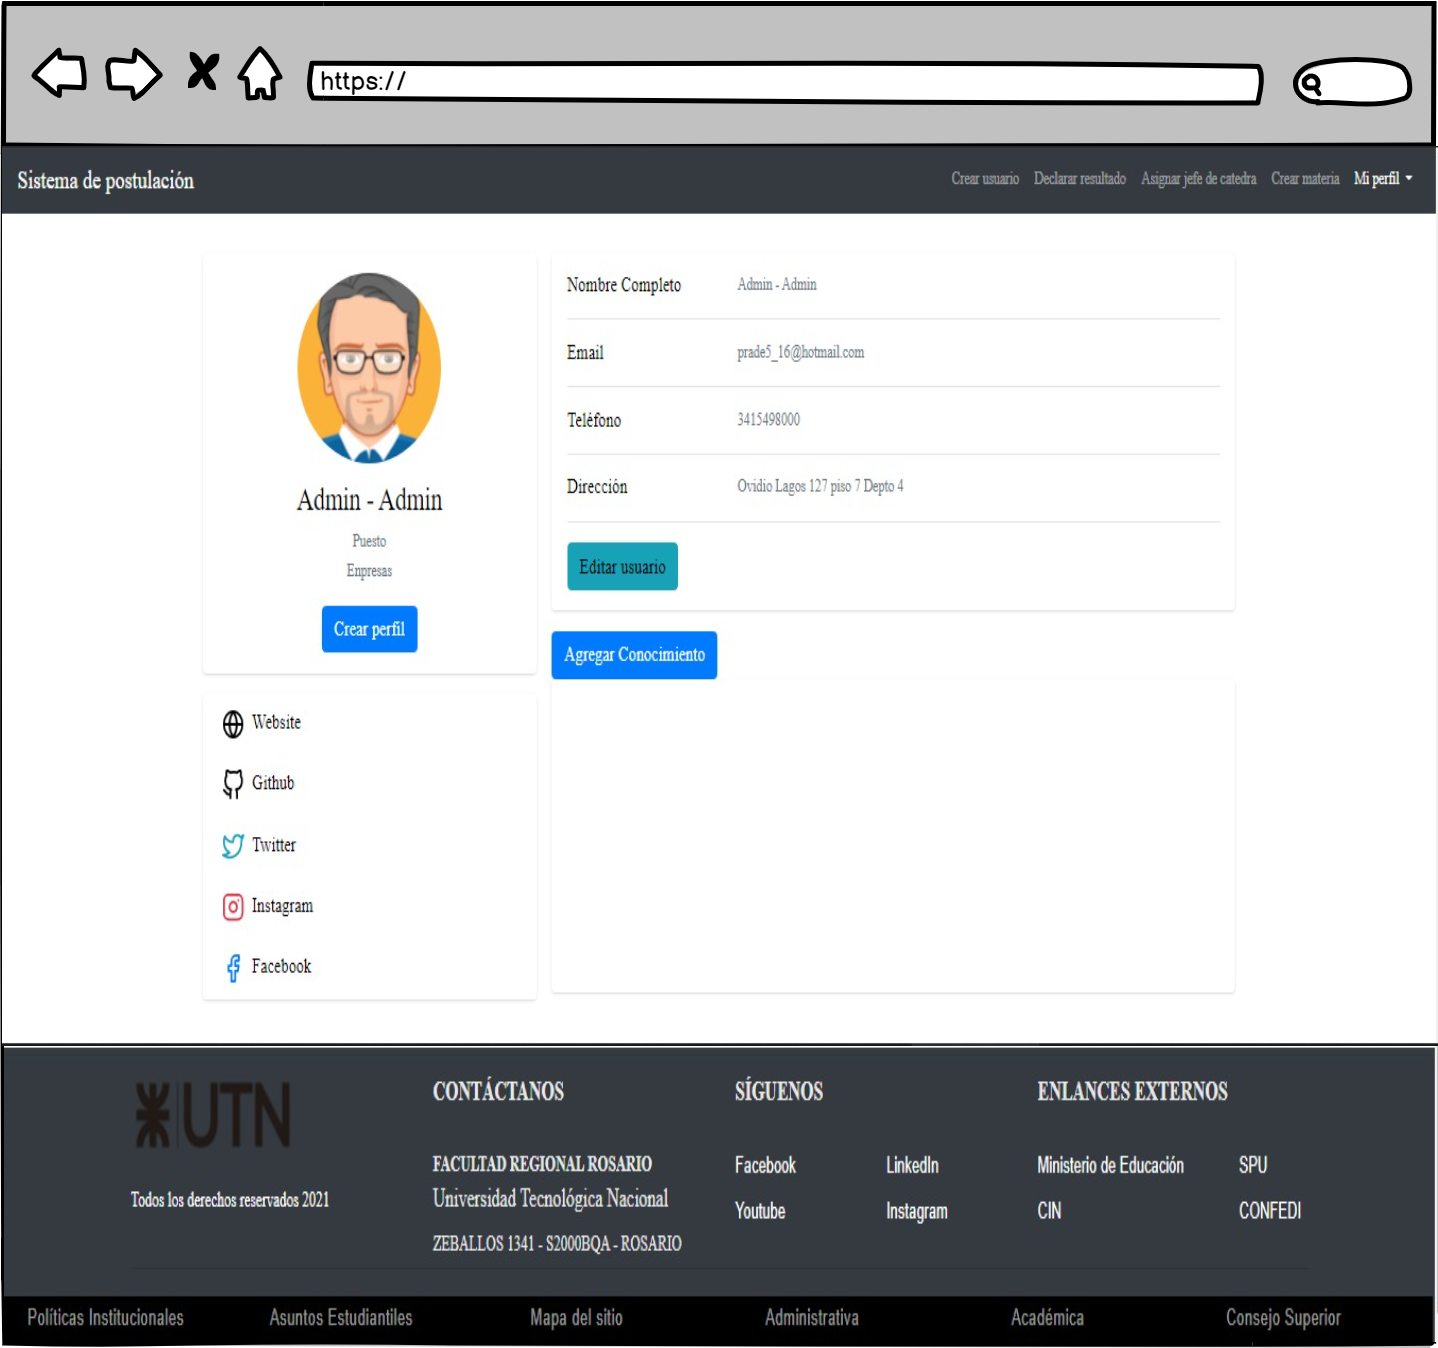 https://
Sistema de postulación
Crear usuario
Declarar resultado
Asignar jefe de catedra
Crear materia
Mi perfil
Admin - Admin
Puesto
Enpresas
Crear perfil
Website
Github
Twitter
Instagram
Facebook
Nombre Completo Admin - Admin
Email prade5_16@hotmail.com
Teléfono 3415498000
Dirección Ovidio Lagos 127 piso 7 Depto 4
Editar usuario
Agregar Conocimiento
UTN
Todos los derechos reservados 2021
CONTÁCTANOS
FACULTAD REGIONAL ROSARIO
Universidad Tecnológica Nacional
ZEBALLOS 1341 - S2000BQA - ROSARIO
SÍGUENOS
Facebook LinkedIn
Youtube Instagram
ENLANCES EXTERNOS
Ministerio de Educación SPU
CIN CONFEDI
Políticas Institucionales
Asuntos Estudiantiles
Mapa del sitio
Administrativa
Académica
Consejo Superior